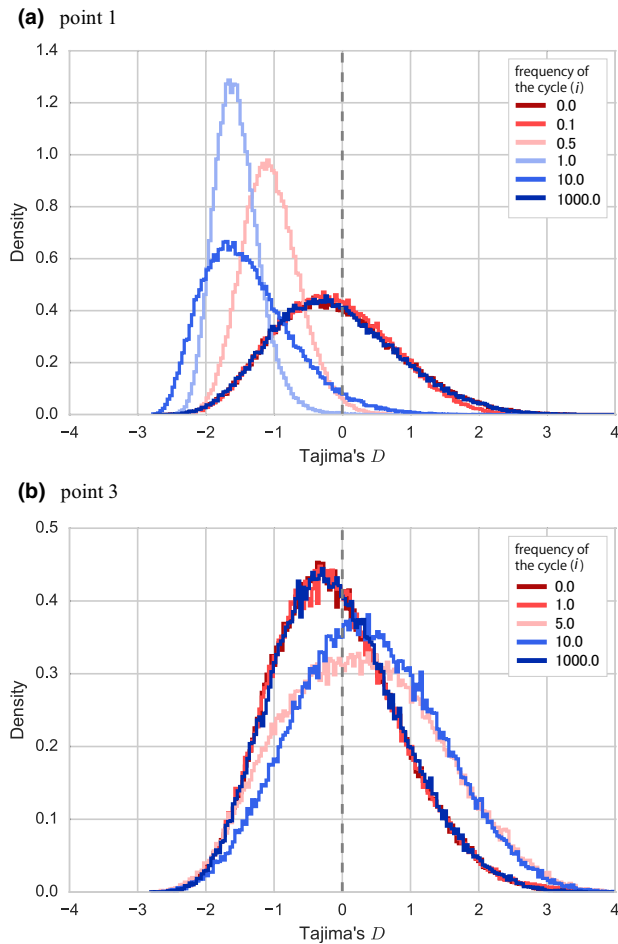 (a) point 1
1.4
1.2
1.0
0.8
0.6
0.4
0.2
0.0
Density
frequency of
the cycle (i)
0.0
0.1
0.5
1.0
10.0
1000.0
−4 −3 −2 −1 0 1 2 3 4
Tajima's D
(b) point 3
0.5
0.4
0.3
0.2
0.1
0.0
Density
frequency of
the cycle (i)
0.0
1.0
5.0
10.0
1000.0
−4 −3 −2 −1 0 1 2 3 4
Tajima's D